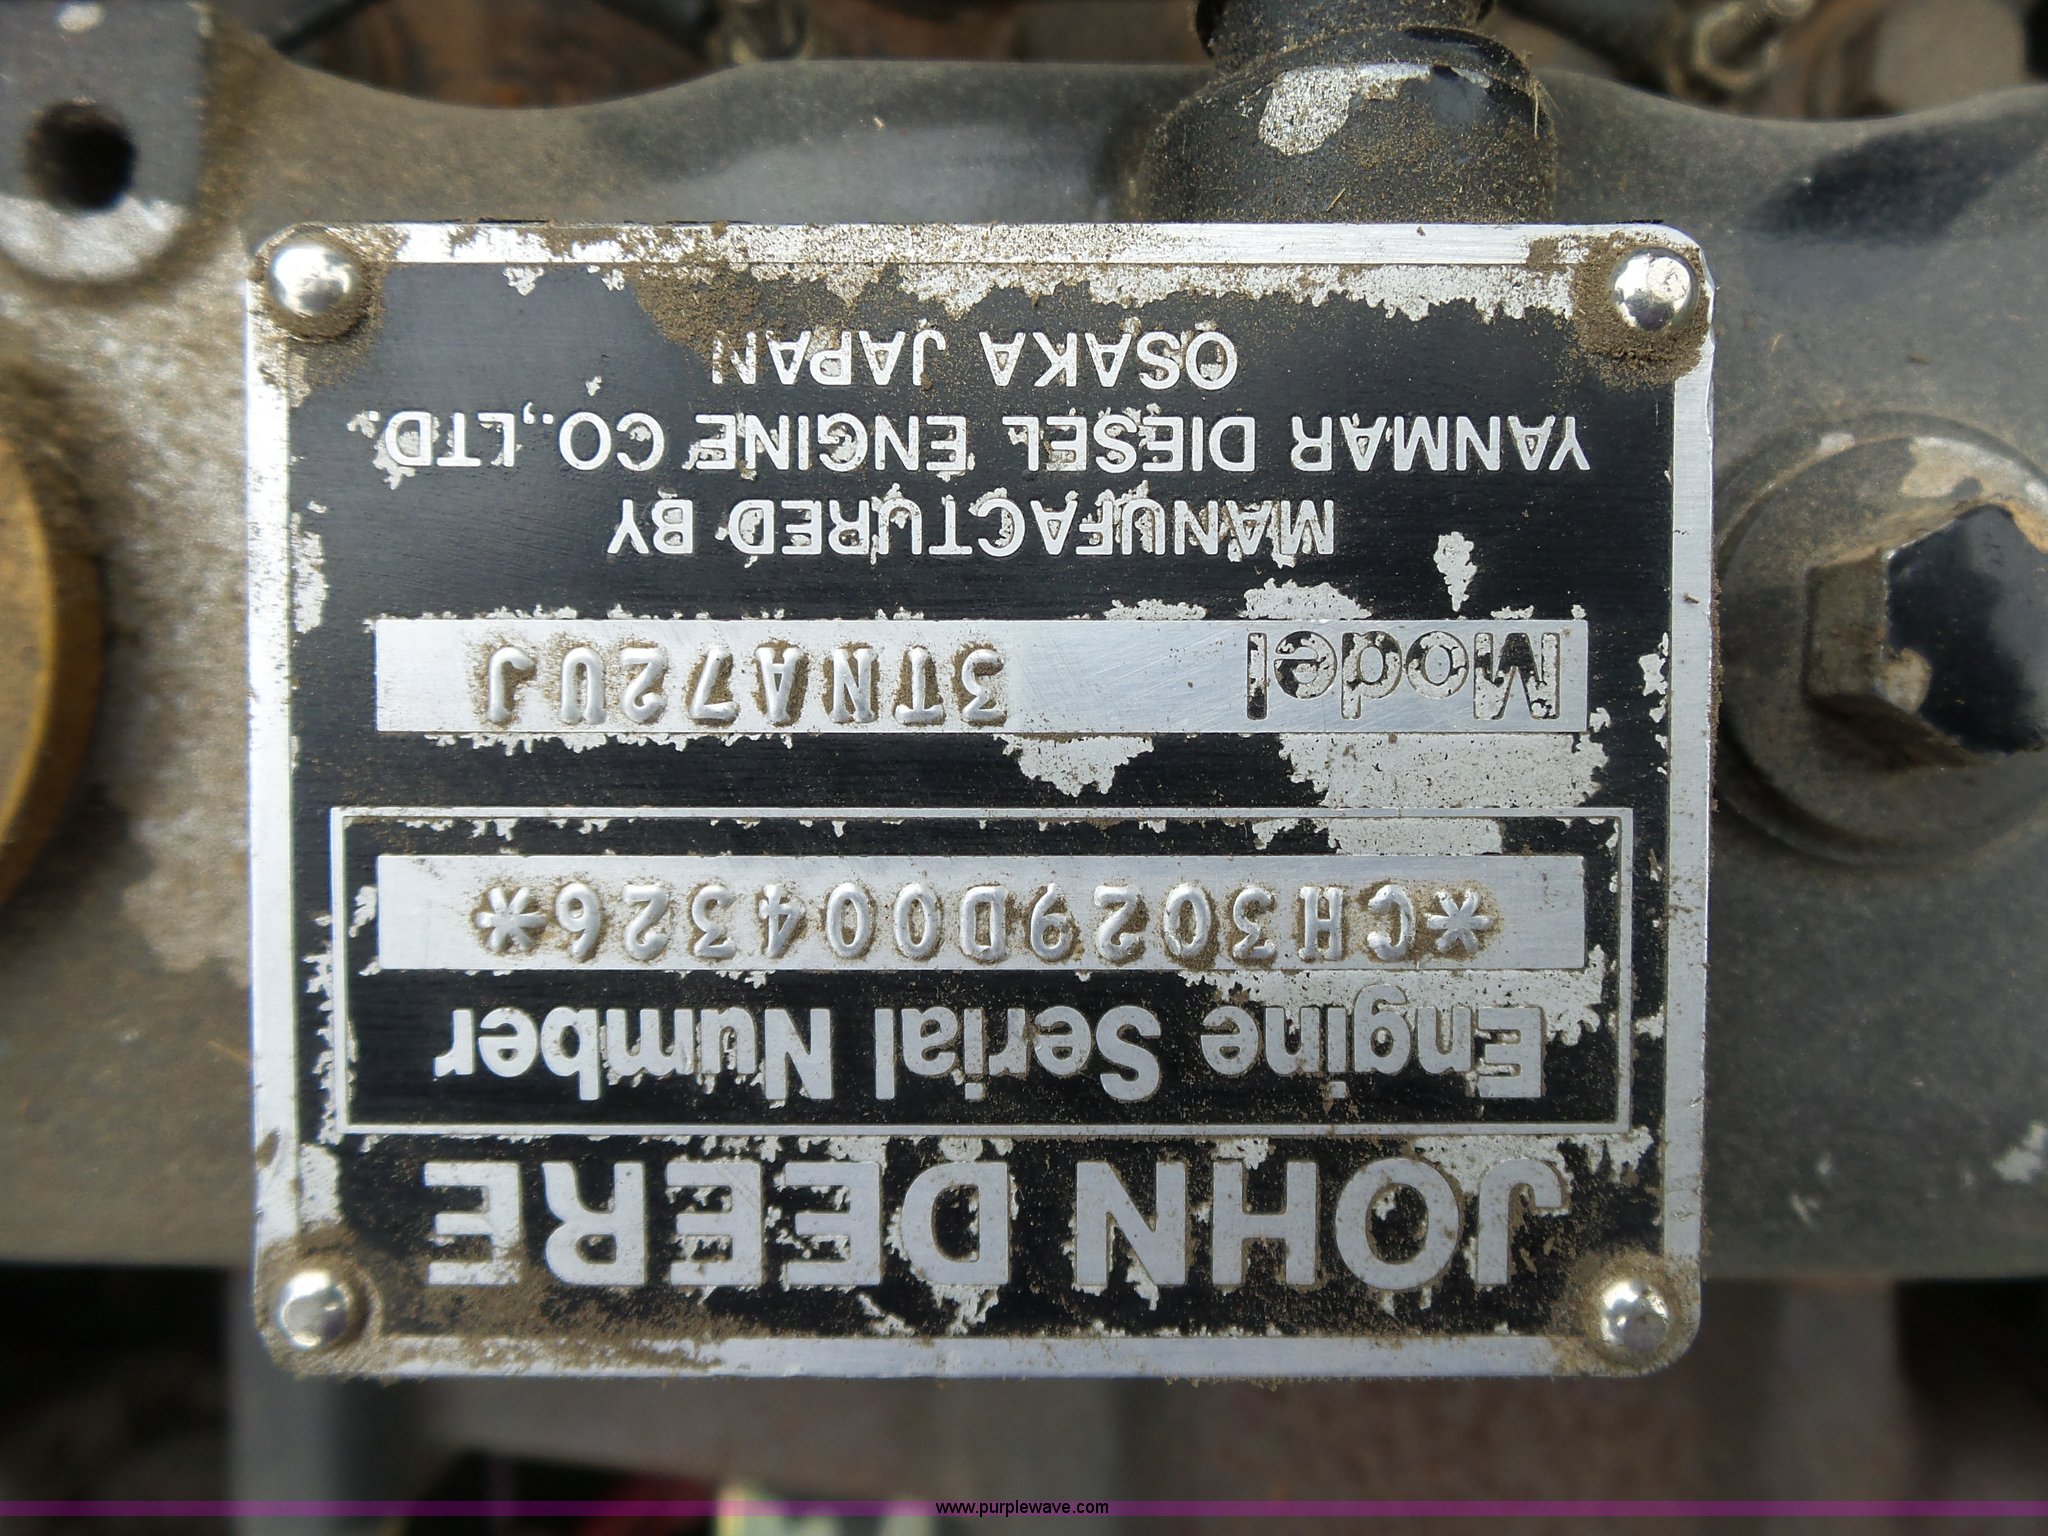 JOHN DEERE
Engine Serial Number
*CH3029D004326*
Model 3TNA72UJ
MANUFACTURED BY
YANMAR DIESEL ENGINE CO.,LTD.
OSAKA JAPAN
www.purplewave.com